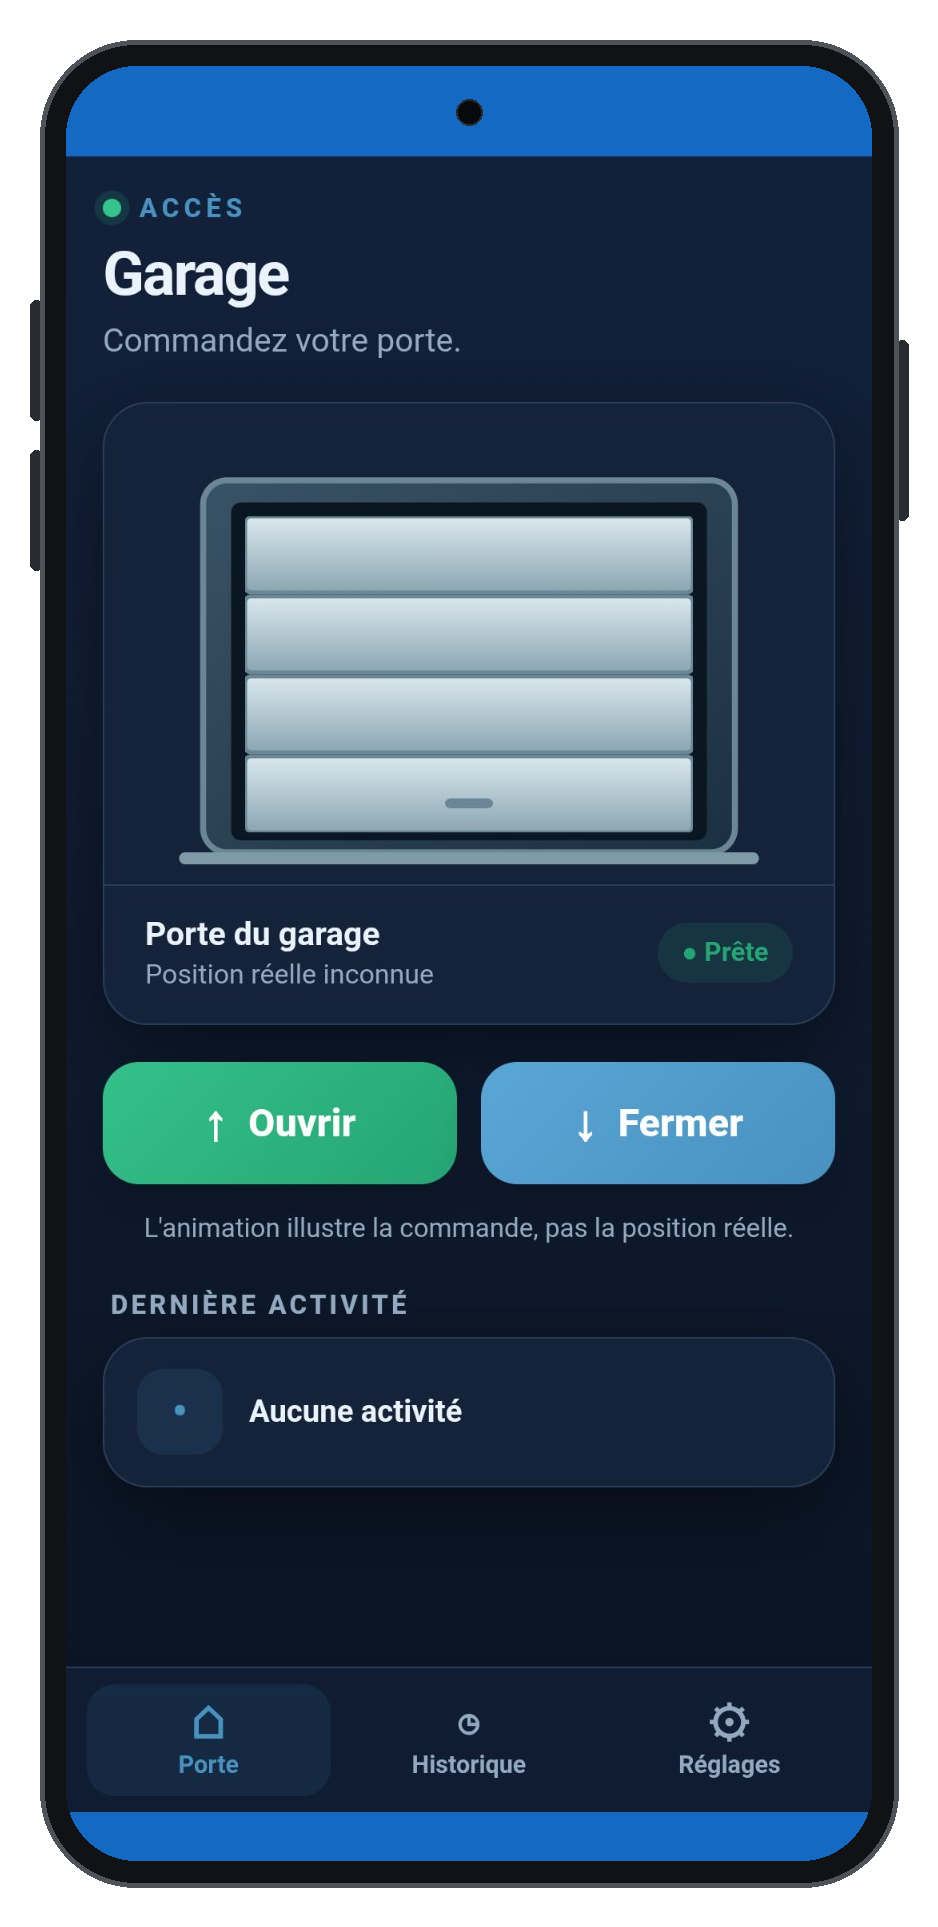 ACCÈS
Garage
Commandez votre porte.
Porte du garage
Position réelle inconnue
Prête
↑ Ouvrir
↓ Fermer
L'animation illustre la commande, pas la position réelle.
DERNIÈRE ACTIVITÉ
Aucune activité
Porte
Historique
Réglages